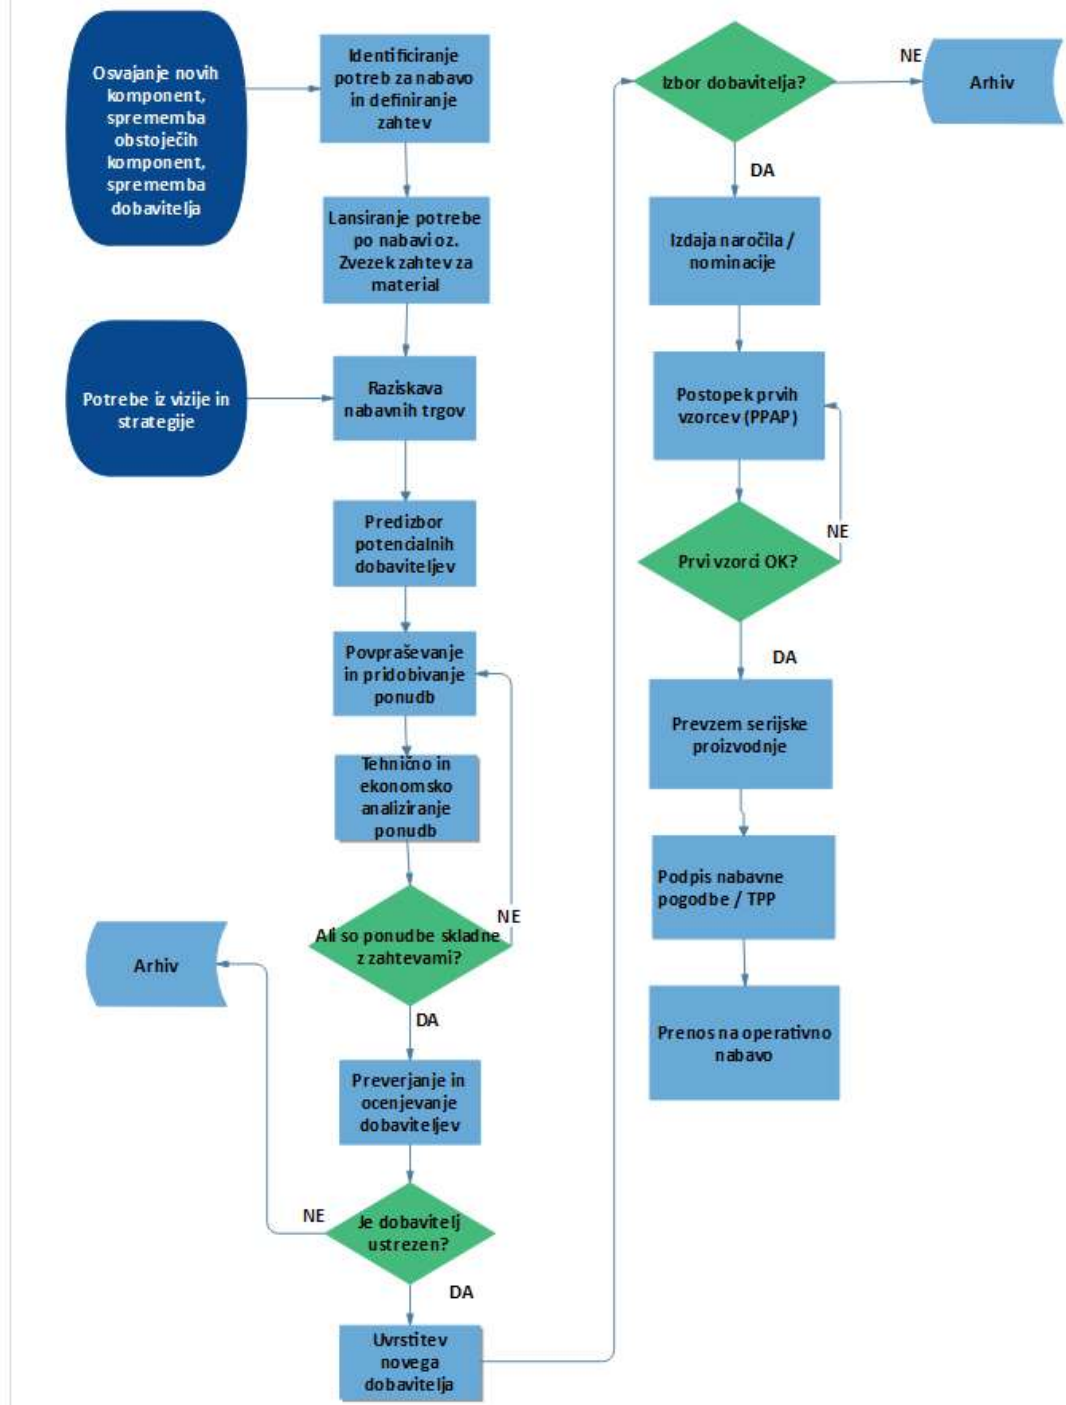 Osvajanje novih
komponent,
sprememba
obstoječih
komponent,
sprememba
dobavitelja
Identificiranje
potreb za nabavo
in definiranje
zahtev
Lansiranje potrebe
po nabavi oz.
Zvezek zahtev za
material
Potrebe iz vizije in
strategije
Raziskava
nabavnih trgov
Predizbor
potencialnih
dobaviteljev
Povpraševanje
in pridobivanje
ponudb
Tehnično in
ekonomsko
analiziranje
ponudb
NE
Ali so ponudbe skladne
z zahtevami?
Arhiv
DA
Preverjanje in
ocenjevanje
dobaviteljev
NE
Je dobavitelj
ustrezen?
DA
Uvrstitev
novega
dobavitelja
Izbor dobavitelja?
NE
Arhiv
DA
Izdaja naročila /
nominacije
Postopek prvih
vzorcev (PPAP)
NE
Prvi vzorci OK?
DA
Prevzem serijske
proizvodnje
Podpis nabavne
pogodbe / TPP
Prenos na operativno
nabavo